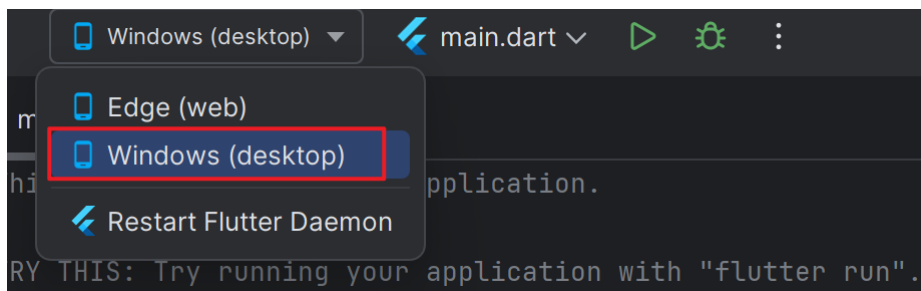 Windows (desktop)
main.dart
Edge (web)
Windows (desktop)
pplication.
Restart Flutter Daemon
RY THIS: Try running your application with "flutter run".